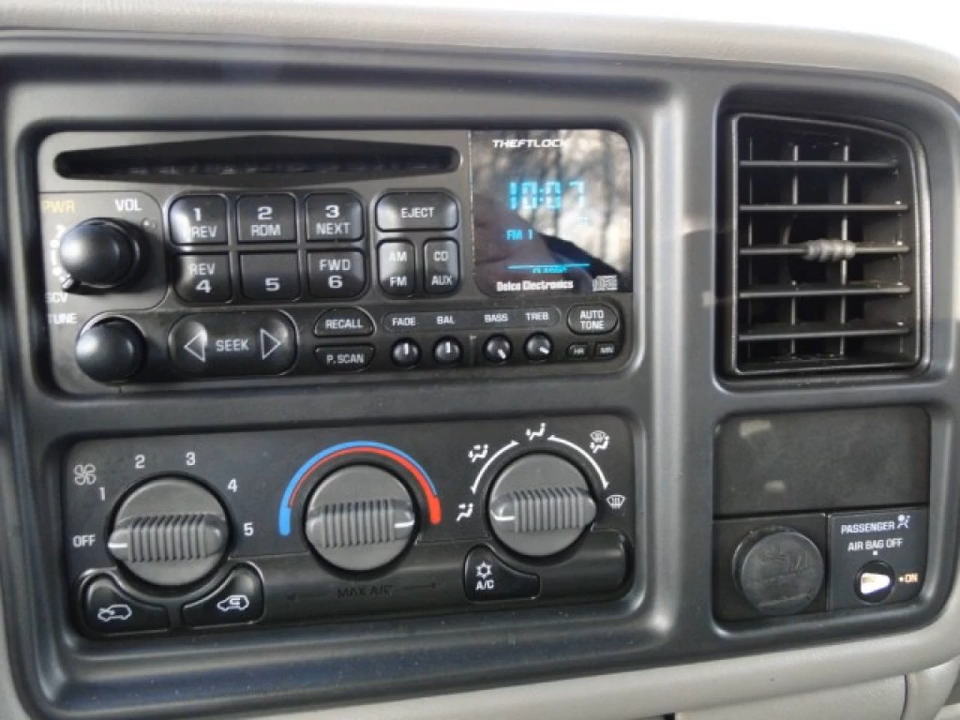 THEFTLOCK
PWR VOL
1 REV 2 RDM 3 NEXT EJECT
10:07
FM 1
REV 4 5 FWD 6 AM FM CD AUX
CLASSIC
Delco Electronics
SCV
TUNE
SEEK RECALL FADE BAL BASS TREB AUTO TONE
P.SCAN HR MN
OFF 1 2 3 4 5
MAX A/C
A/C
PASSENGER
AIR BAG OFF
ON